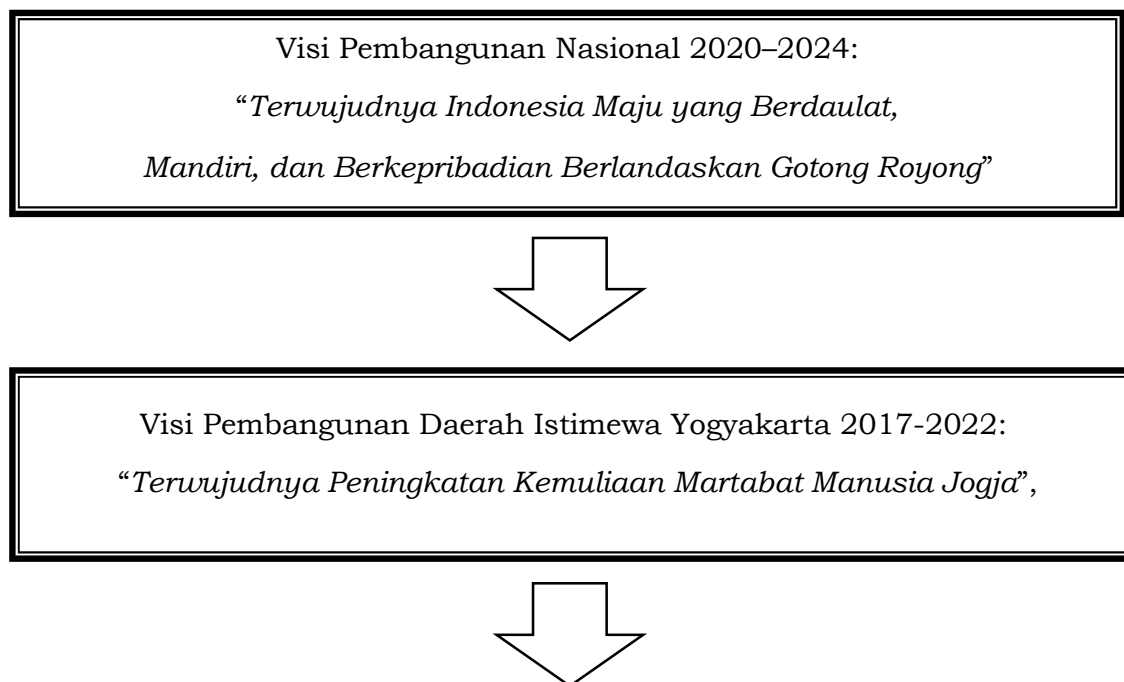 Visi Pembangunan Nasional 2020–2024:
“Terwujudnya Indonesia Maju yang Berdaulat,
Mandiri, dan Berkepribadian Berlandaskan Gotong Royong”
Visi Pembangunan Daerah Istimewa Yogyakarta 2017-2022:
“Terwujudnya Peningkatan Kemuliaan Martabat Manusia Jogja”,